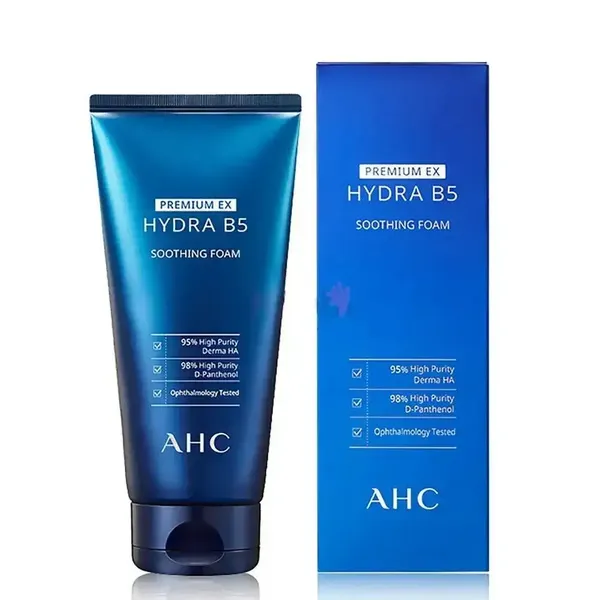 PREMIUM EX
HYDRA B5
SOOTHING FOAM
95% High Purity
Derma HA
98% High Purity
D-Panthenol
Ophthalmology Tested
AHC
PREMIUM EX
HYDRA B5
SOOTHING FOAM
95% High Purity
Derma HA
98% High Purity
D-Panthenol
Ophthalmology Tested
AHC